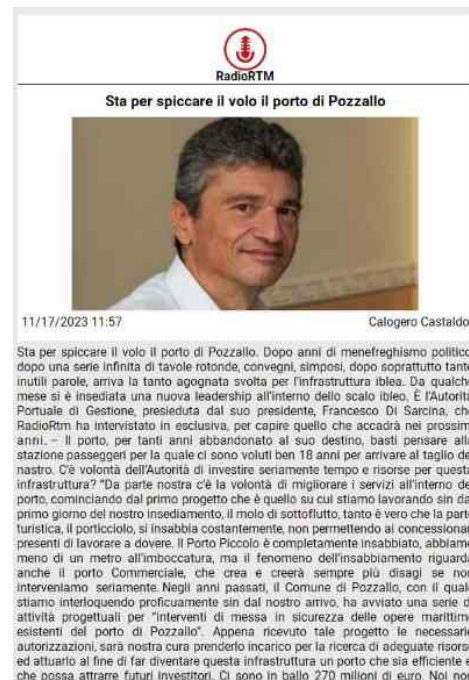 RadioRTM
Sta per spiccare il volo il porto di Pozzallo
11/17/2023 11:57 Calogero Castaldo
Sta per spiccare il volo il porto di Pozzallo. Dopo anni di menefreghismo politico
dopo una serie infinita di tavole rotonde, convegni, simposi, dopo soprattutto tante
inutili parole, arriva la tanto agognata svolta per l'infrastruttura iblea. Da qualche
mese si è insediata una nuova leadership all'interno dello scalo ibleo. È l'Autorità
Portuale di Gestione, presieduta dal suo presidente, Francesco Di Sarcina, che
RadioRtm ha intervistato in esclusiva, per capire quello che accadrà nei prossimi
anni. – Il porto, per tanti anni abbandonato al suo destino, basti pensare alla
stazione passeggeri per la quale ci sono voluti ben 18 anni per arrivare al taglio del
nastro. C'è volontà dell'Autorità di investire seriamente tempo e risorse per questa
infrastruttura? "Da parte nostra c'è la volontà di migliorare i servizi all'interno del
porto, cominciando dal primo progetto che è quello su cui stiamo lavorando sin dal
primo giorno del nostro insediamento, il molo di sottoflutto, tanto è vero che la parte
turistica, il porticciolo, si insabbia costantemente, non permettendo ai concessionari
presenti di lavorare a dovere. Il Porto Piccolo è completamente insabbiato, abbiamo
meno di un metro all'imboccatura, ma il fenomeno dell'insabbiamento riguarda
anche il porto Commerciale, che crea e creerà sempre più disagi se non
interveniamo seriamente. Negli anni passati, il Comune di Pozzallo, con il quale
stiamo interloquendo proficuamente sin dal nostro arrivo, ha avviato una serie di
attività progettuali per "interventi di messa in sicurezza delle opere marittime
esistenti del porto di Pozzallo". Appena ricevuto tale progetto le necessarie
autorizzazioni, sarà nostra cura prenderlo incarico per la ricerca di adeguate risorse
ed attuarlo al fine di far diventare questa infrastruttura un porto che sia efficiente e
che possa attrarre futuri investitori. Ci sono in ballo 270 milioni di euro. Noi non